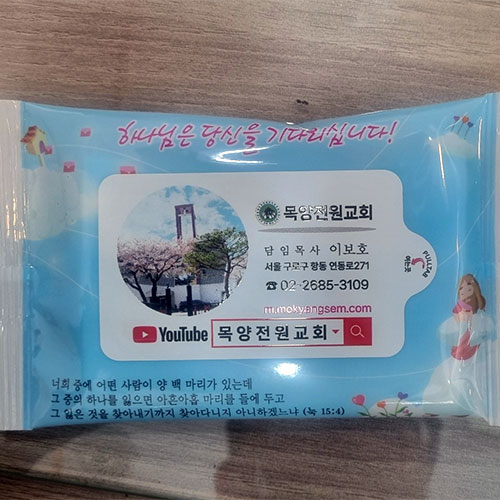 하나님은 당신을 기다리십니다!
목양전원교회
담임목사 이보호
서울 구로구 항동 연동로271
☎ 02-2685-3109
m.mokyangsem.com
YouTube 목양전원교회
PULL TAB
여는곳
너희 중에 어떤 사람이 양 백 마리가 있는데
그 중의 하나를 잃으면 아흔아홉 마리를 들에 두고
그 잃은 것을 찾아내기까지 찾아다니지 아니하겠느냐 (눅 15:4)